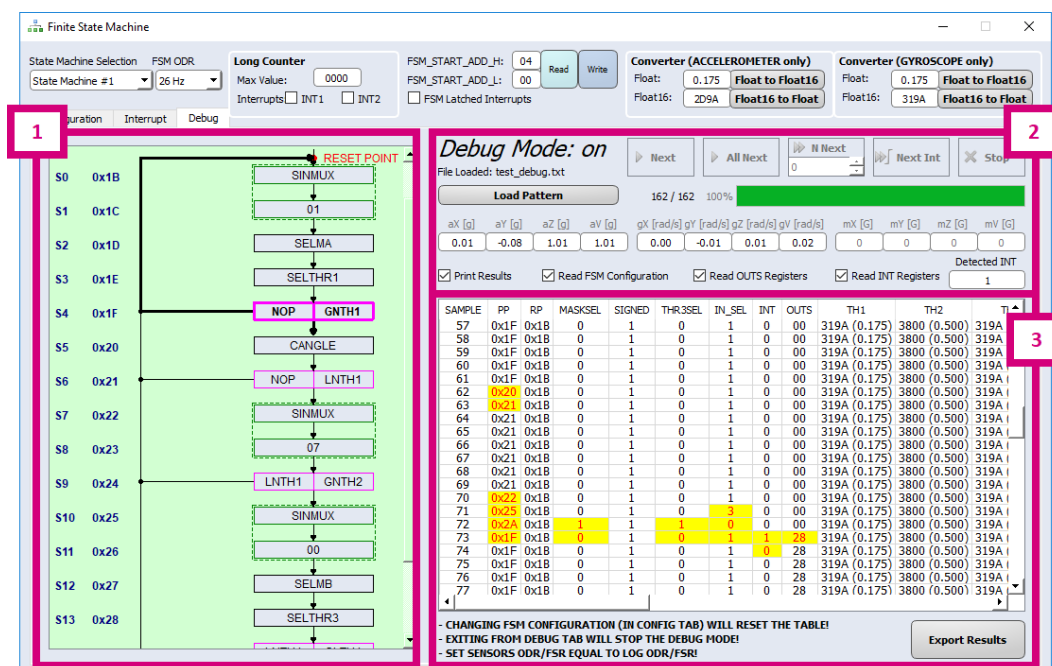 Finite State Machine
State Machine Selection FSM ODR
State Machine #1 26 Hz
Long Counter
Max Value: 0000
Interrupts INT1 INT2
FSM_START_ADD_H: 04
FSM_START_ADD_L: 00
Read Write
FSM Latched Interrupts
Converter (ACCELEROMETER only)
Float: 0.175 Float to Float16
Float16: 2D9A Float16 to Float
Converter (GYROSCOPE only)
Float: 0.175 Float to Float16
Float16: 319A Float16 to Float
Interrupt Debug
1
RESET POINT
S0 0x1B SINMUX
S1 0x1C 01
S2 0x1D SELMA
S3 0x1E SELTHR1
S4 0x1F NOP GNTH1
S5 0x20 CANGLE
S6 0x21 NOP LNTH1
S7 0x22 SINMUX
S8 0x23 07
S9 0x24 LNTH1 GNTH2
S10 0x25 SINMUX
S11 0x26 00
S12 0x27 SELMB
S13 0x28 SELTHR3
2
Debug Mode: on
File Loaded: test_debug.txt
Next All Next N Next 0 Next Int Stop
Load Pattern 162 / 162 100%
aX [g] aY [g] aZ [g] aV [g] gX [rad/s] gY [rad/s] gZ [rad/s] gV [rad/s] mX [G] mY [G] mZ [G] mV [G]
0.01 -0.08 1.01 1.01 0.00 -0.01 0.01 0.02 0 0 0 0
Detected INT
Print Results Read FSM Configuration Read OUTS Registers Read INT Registers 1
3
SAMPLE PP RP MASKSEL SIGNED THR3SEL IN_SEL INT OUTS TH1 TH2
57 0x1F 0x1B 0 1 0 1 0 00 319A (0.175) 3800 (0.500) 319A
58 0x1F 0x1B 0 1 0 1 0 00 319A (0.175) 3800 (0.500) 319A
59 0x1F 0x1B 0 1 0 1 0 00 319A (0.175) 3800 (0.500) 319A
60 0x1F 0x1B 0 1 0 1 0 00 319A (0.175) 3800 (0.500) 319A
61 0x1F 0x1B 0 1 0 1 0 00 319A (0.175) 3800 (0.500) 319A
62 0x20 0x1B 0 1 0 1 0 00 319A (0.175) 3800 (0.500) 319A
63 0x21 0x1B 0 1 0 1 0 00 319A (0.175) 3800 (0.500) 319A
64 0x21 0x1B 0 1 0 1 0 00 319A (0.175) 3800 (0.500) 319A
65 0x21 0x1B 0 1 0 1 0 00 319A (0.175) 3800 (0.500) 319A
66 0x21 0x1B 0 1 0 1 0 00 319A (0.175) 3800 (0.500) 319A
67 0x21 0x1B 0 1 0 1 0 00 319A (0.175) 3800 (0.500) 319A
68 0x21 0x1B 0 1 0 1 0 00 319A (0.175) 3800 (0.500) 319A
69 0x21 0x1B 0 1 0 1 0 00 319A (0.175) 3800 (0.500) 319A
70 0x22 0x1B 0 1 0 1 0 00 319A (0.175) 3800 (0.500) 319A
71 0x25 0x1B 0 1 0 3 0 00 319A (0.175) 3800 (0.500) 319A
72 0x2A 0x1B 1 1 1 0 0 00 319A (0.175) 3800 (0.500) 319A
73 0x1F 0x1B 0 1 0 1 1 28 319A (0.175) 3800 (0.500) 319A
74 0x1F 0x1B 0 1 0 1 0 28 319A (0.175) 3800 (0.500) 319A
75 0x1F 0x1B 0 1 0 1 0 28 319A (0.175) 3800 (0.500) 319A
76 0x1F 0x1B 0 1 0 1 0 28 319A (0.175) 3800 (0.500) 319A
77 0x1F 0x1B 0 1 0 1 0 28 319A (0.175) 3800 (0.500) 319A
- CHANGING FSM CONFIGURATION (IN CONFIG TAB) WILL RESET THE TABLE!
- EXITING FROM DEBUG TAB WILL STOP THE DEBUG MODE!
- SET SENSORS ODR/FSR EQUAL TO LOG ODR/FSR!
Export Results